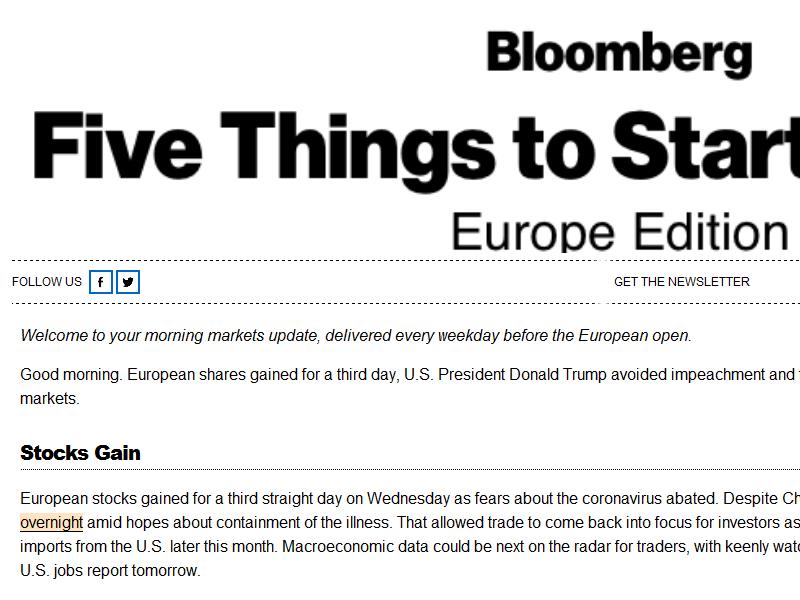 Bloomberg
Five Things to Start
Europe Edition
FOLLOW US GET THE NEWSLETTER
Welcome to your morning markets update, delivered every weekday before the European open.
Good morning. European shares gained for a third day, U.S. President Donald Trump avoided impeachment and
markets.
Stocks Gain
European stocks gained for a third straight day on Wednesday as fears about the coronavirus abated. Despite Ch
overnight amid hopes about containment of the illness. That allowed trade to come back into focus for investors as
imports from the U.S. later this month. Macroeconomic data could be next on the radar for traders, with keenly watc
U.S. jobs report tomorrow.